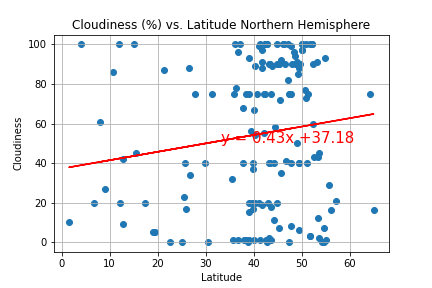 Cloudiness (%) vs. Latitude Northern Hemisphere
100
80
60
40
20
0
Cloudiness
y = 0.43x +37.18
0 10 20 30 40 50 60
Latitude